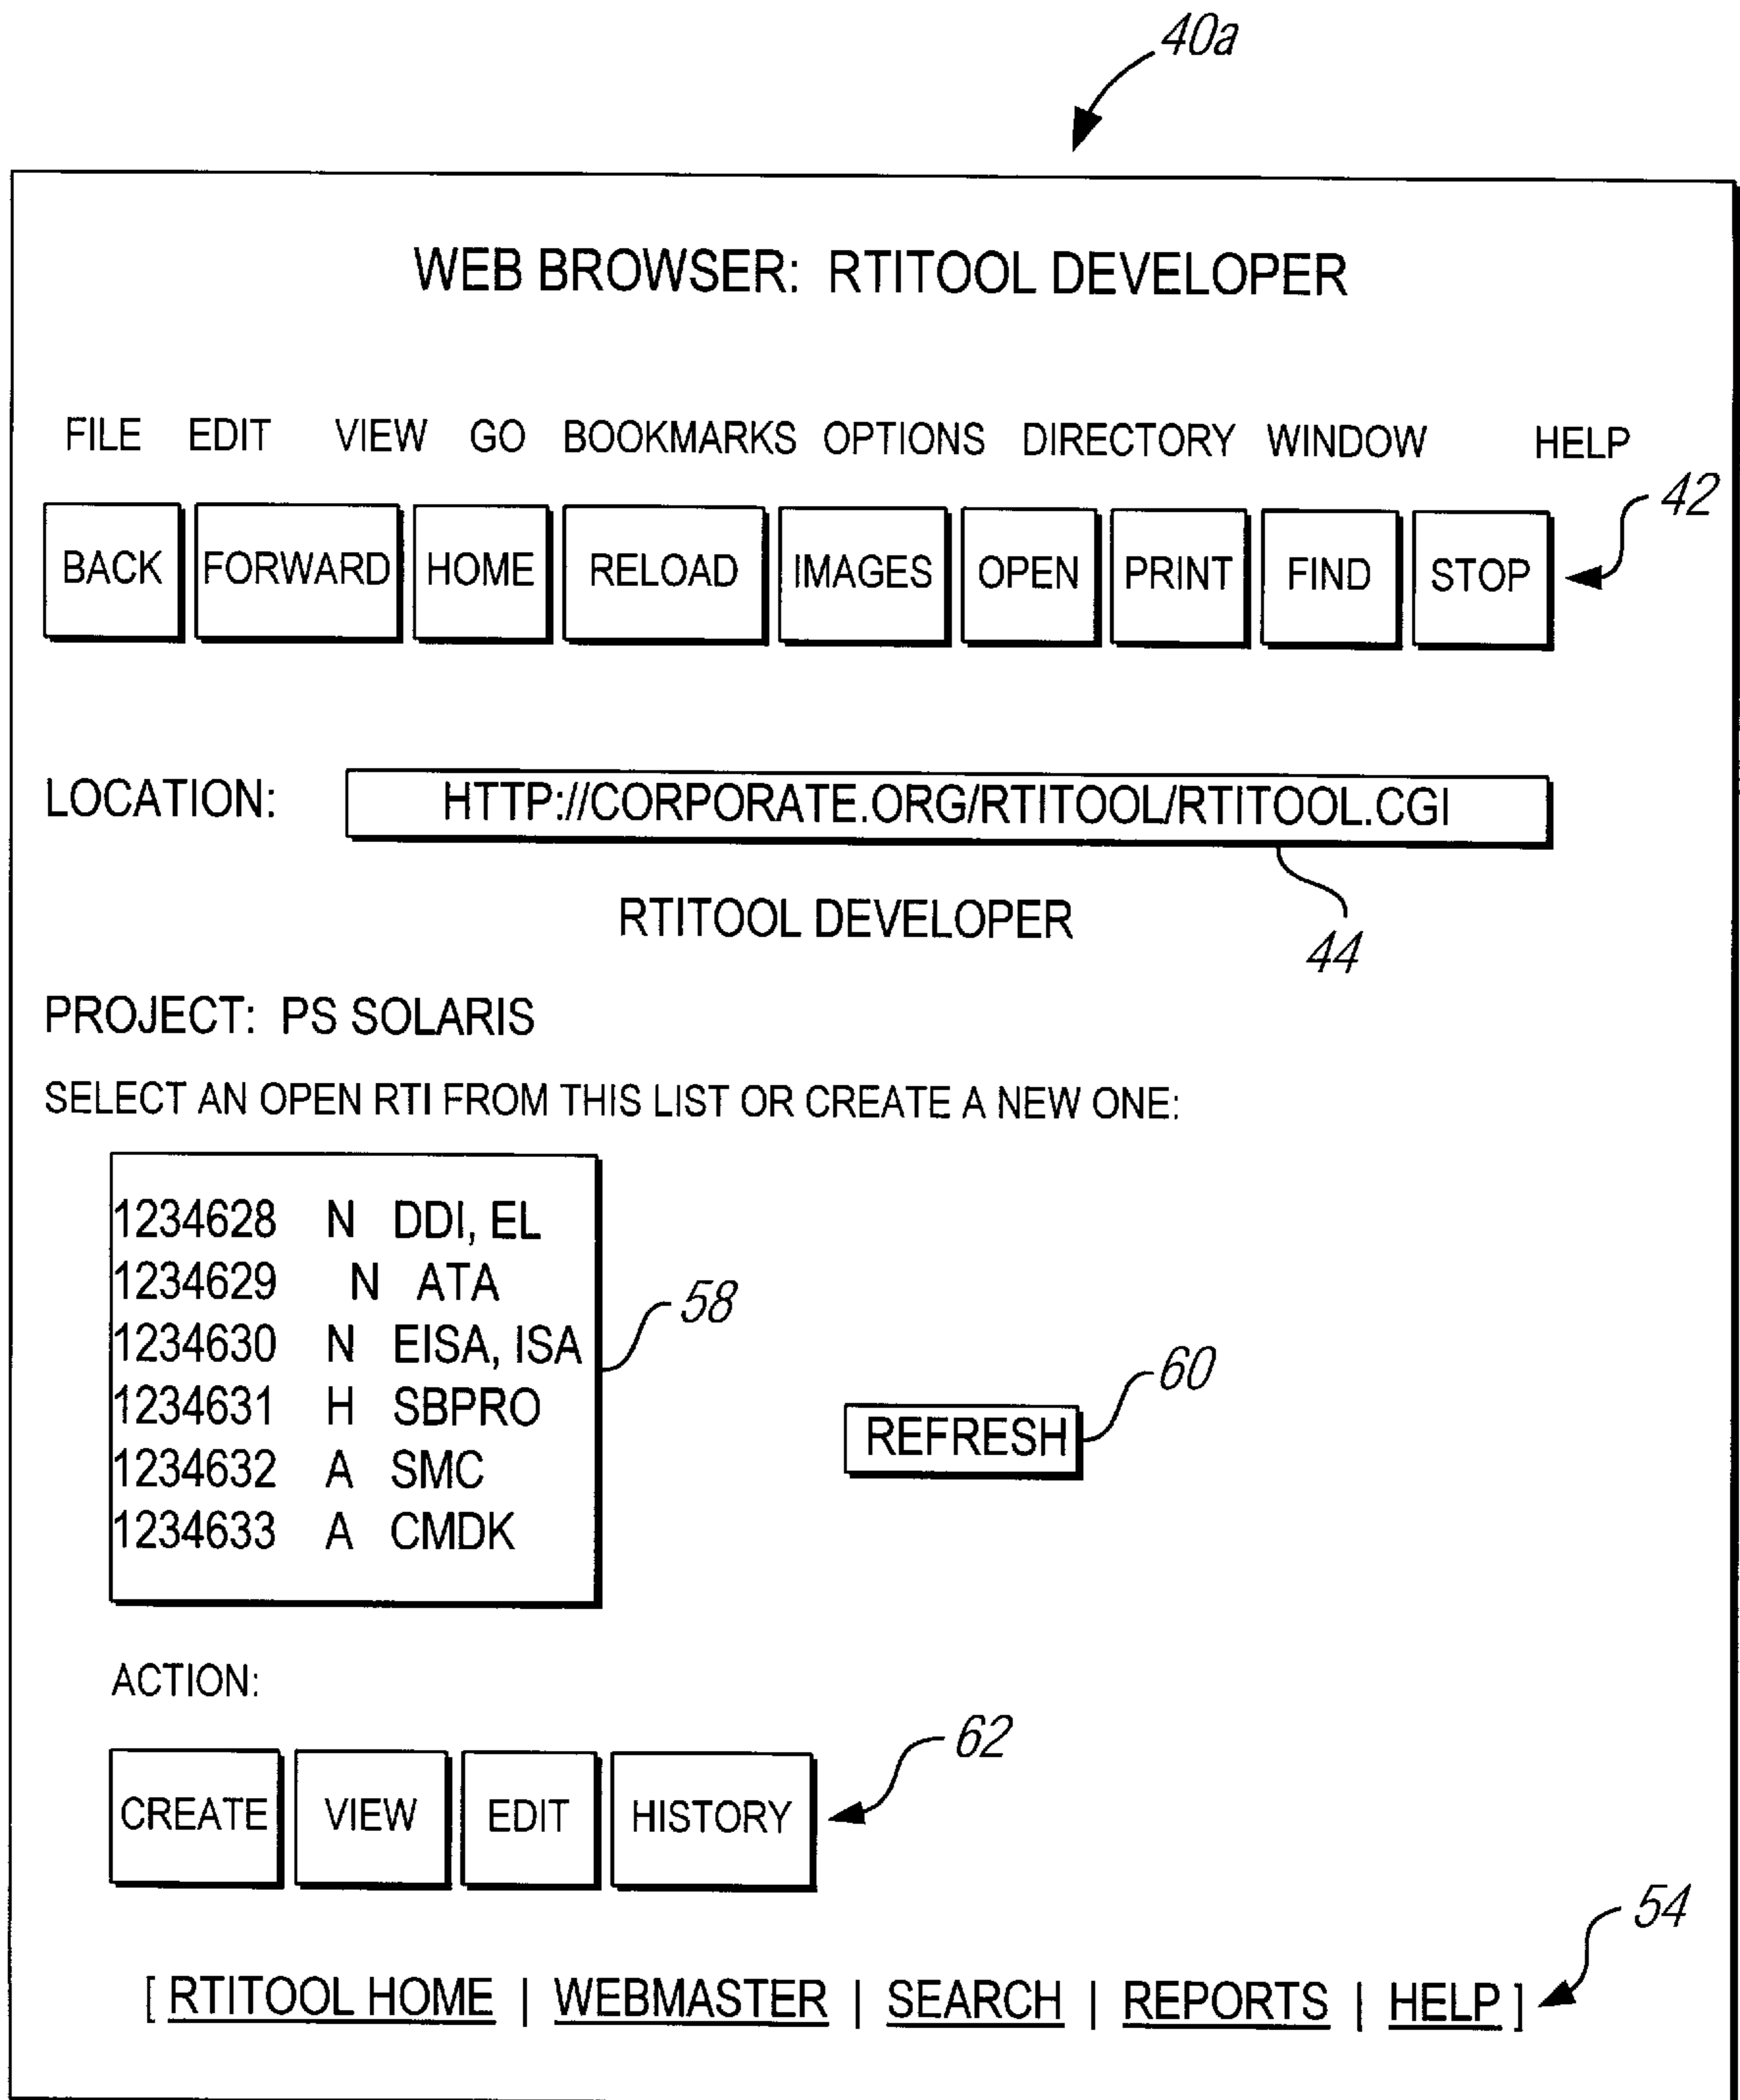 40a
WEB BROWSER: RTITOOL DEVELOPER
FILE EDIT VIEW GO BOOKMARKS OPTIONS DIRECTORY WINDOW HELP
42
BACK FORWARD HOME RELOAD IMAGES OPEN PRINT FIND STOP
LOCATION: HTTP://CORPORATE.ORG/RTITOOL/RTITOOL.CGI
RTITOOL DEVELOPER
44
PROJECT: PS SOLARIS
SELECT AN OPEN RTI FROM THIS LIST OR CREATE A NEW ONE:
1234628 N DDI, EL
1234629 N ATA
58
1234630 N EISA, ISA
60
1234631 H SBPRO
REFRESH
1234632 A SMC
1234633 A CMDK
ACTION:
62
CREATE VIEW EDIT HISTORY
54
[ RTITOOL HOME | WEBMASTER | SEARCH | REPORTS | HELP ]